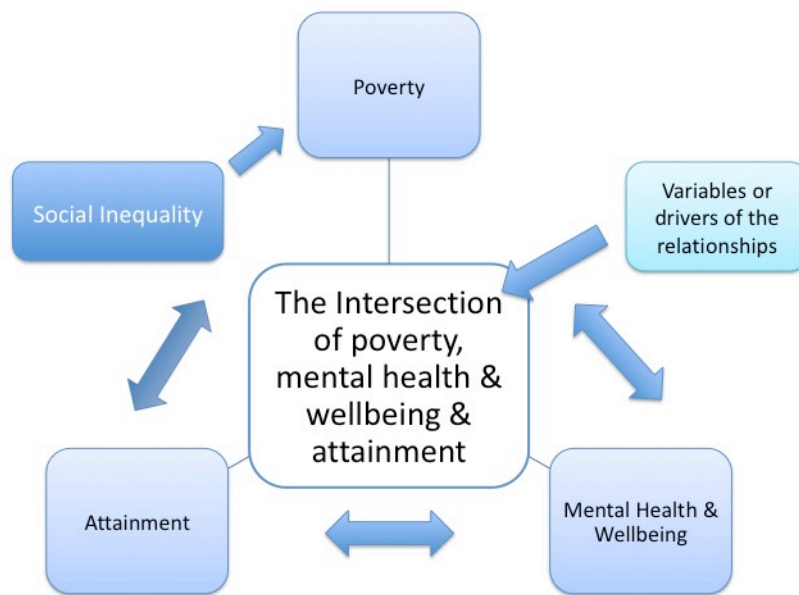 Poverty
Social Inequality
Variables or
drivers of the
relationships
The Intersection
of poverty,
mental health &
wellbeing &
attainment
Attainment
Mental Health &
Wellbeing